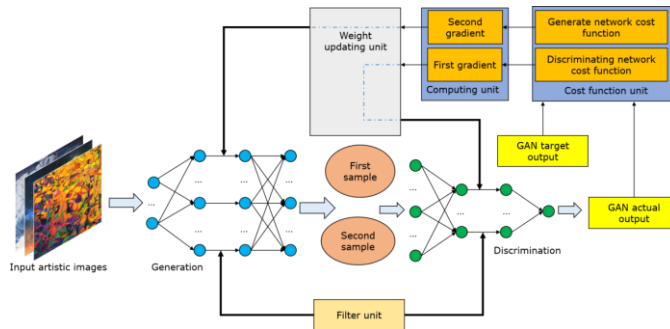 Second
gradient
Generate network cost
function
Weight
updating unit
First gradient
Discriminating network
cost function
Computing unit
Cost function unit
GAN target
output
First
sample
...
...
...
...
...
...
...
...
GAN actual
output
Second
sample
...
...
Input artistic images
Generation
Discrimination
Filter unit